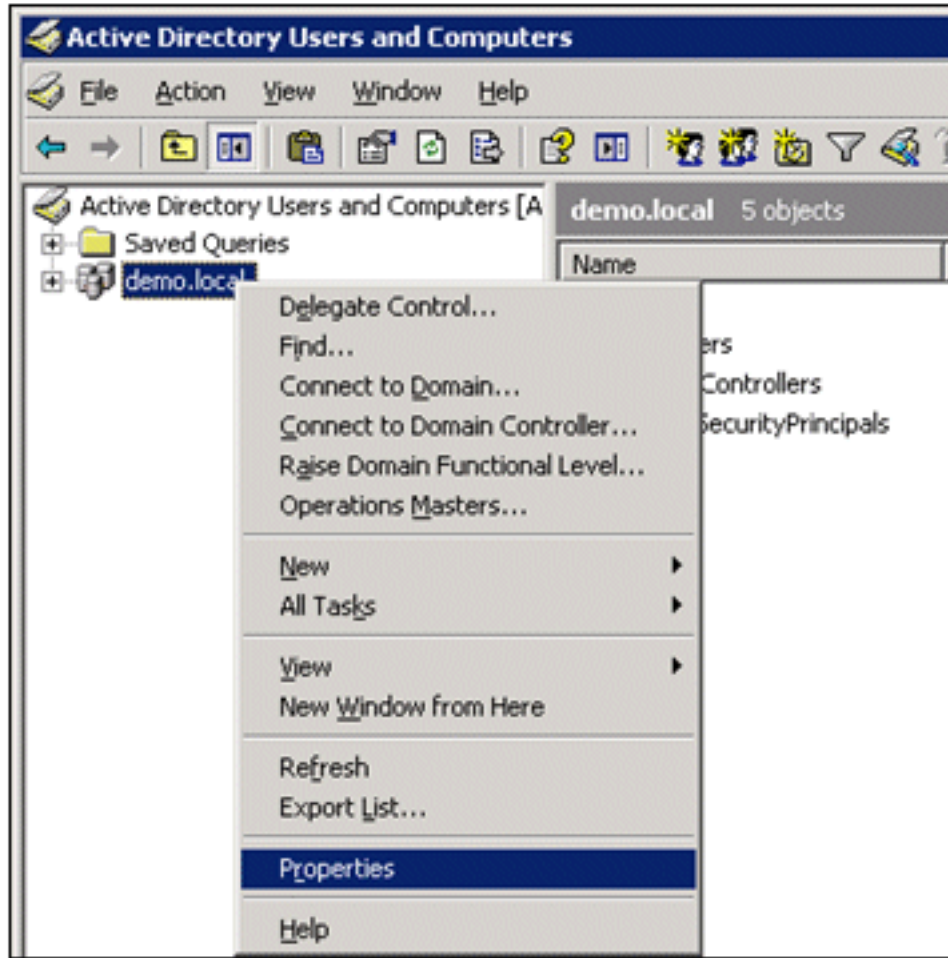 Active Directory Users and Computers
File Action View Window Help
Active Directory Users and Computers [A
demo.local 5 objects
Saved Queries
Name
demo.local
Delegate Control...
Find...
ers
Connect to Domain...
Controllers
Connect to Domain Controller...
SecurityPrincipals
Raise Domain Functional Level...
Operations Masters...
New
All Tasks
View
New Window from Here
Refresh
Export List...
Properties
Help